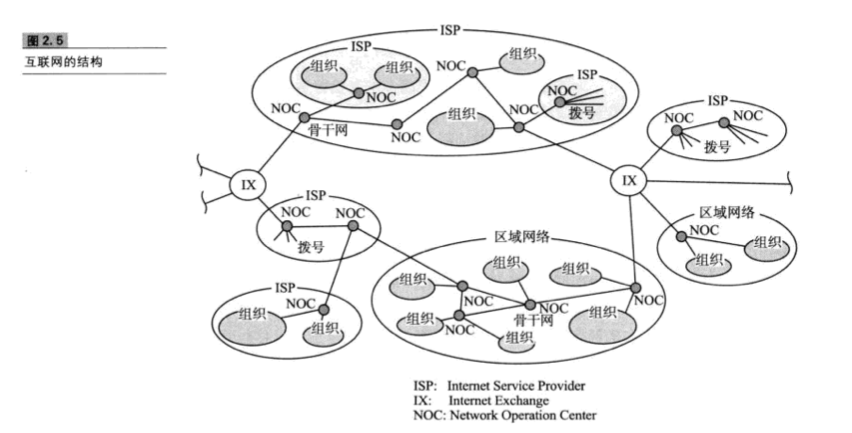 图2.5
互联网的结构
ISP
ISP
组织
组织
NOC
NOC
组织
ISP
NOC
拨号
NOC
骨干网
NOC
组织
NOC
ISP
NOC
NOC
拨号
IX
IX
ISP
NOC
NOC
拨号
区域网络
NOC
组织
组织
区域网络
组织
组织
组织
NOC
NOC
骨干网
NOC
组织
NOC
组织
组织
ISP
NOC
组织
组织
ISP: Internet Service Provider
IX: Internet Exchange
NOC: Network Operation Center